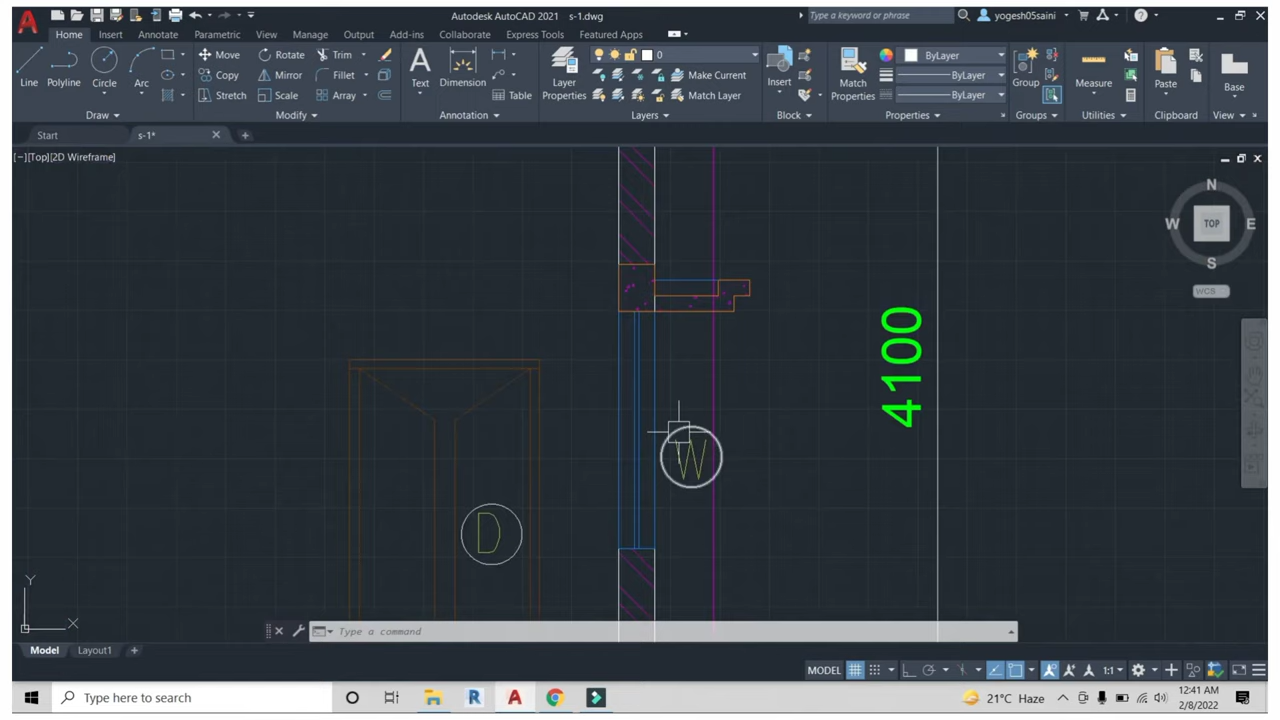 Autodesk AutoCAD 2021 s-1.dwg
Type a keyword or phrase
yogesh05saini
Home Insert Annotate Parametric View Manage Output Add-ins Collaborate Express Tools Featured Apps
Line
Polyline
Circle
Arc
Move
Copy
Stretch
Rotate
Mirror
Scale
Trim
Fillet
Array
Text
Dimension
Table
Layer
Properties
0
Make Current
Match Layer
Insert
Match
Properties
ByLayer
ByLayer
ByLayer
Group
Measure
Paste
Base
Draw
Modify
Annotation
Layers
Block
Properties
Groups
Utilities
Clipboard
View
Start
s-1*
[−][Top][2D Wireframe]
N
W
TOP
E
S
WCS
4100
W
D
Y
X
Type a command
Model
Layout1
MODEL
1:1
Type here to search
R
A
21°C Haze
12:41 AM
2/8/2022